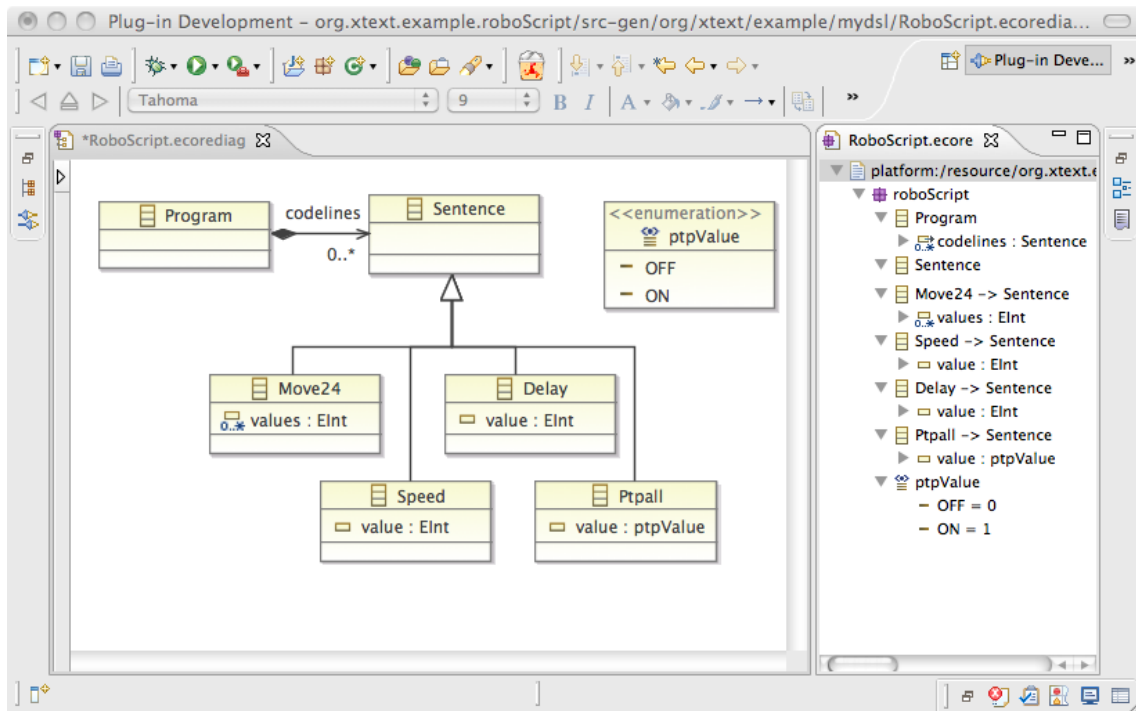 Plug-in Development - org.xtext.example.roboScript/src-gen/org/xtext/example/mydsl/RoboScript.ecoredia...
Plug-in Deve... »
Tahoma 9 B I A »
*RoboScript.ecorediag
Program
codelines
0..*
Sentence
<<enumeration>>
ptpValue
OFF
ON
Move24
0..* values : EInt
Delay
value : EInt
Speed
value : EInt
Ptpall
value : ptpValue
RoboScript.ecore
platform:/resource/org.xtext.e
roboScript
Program
0..* codelines : Sentence
Sentence
Move24 -> Sentence
0..* values : EInt
Speed -> Sentence
value : EInt
Delay -> Sentence
value : EInt
Ptpall -> Sentence
value : ptpValue
ptpValue
OFF = 0
ON = 1